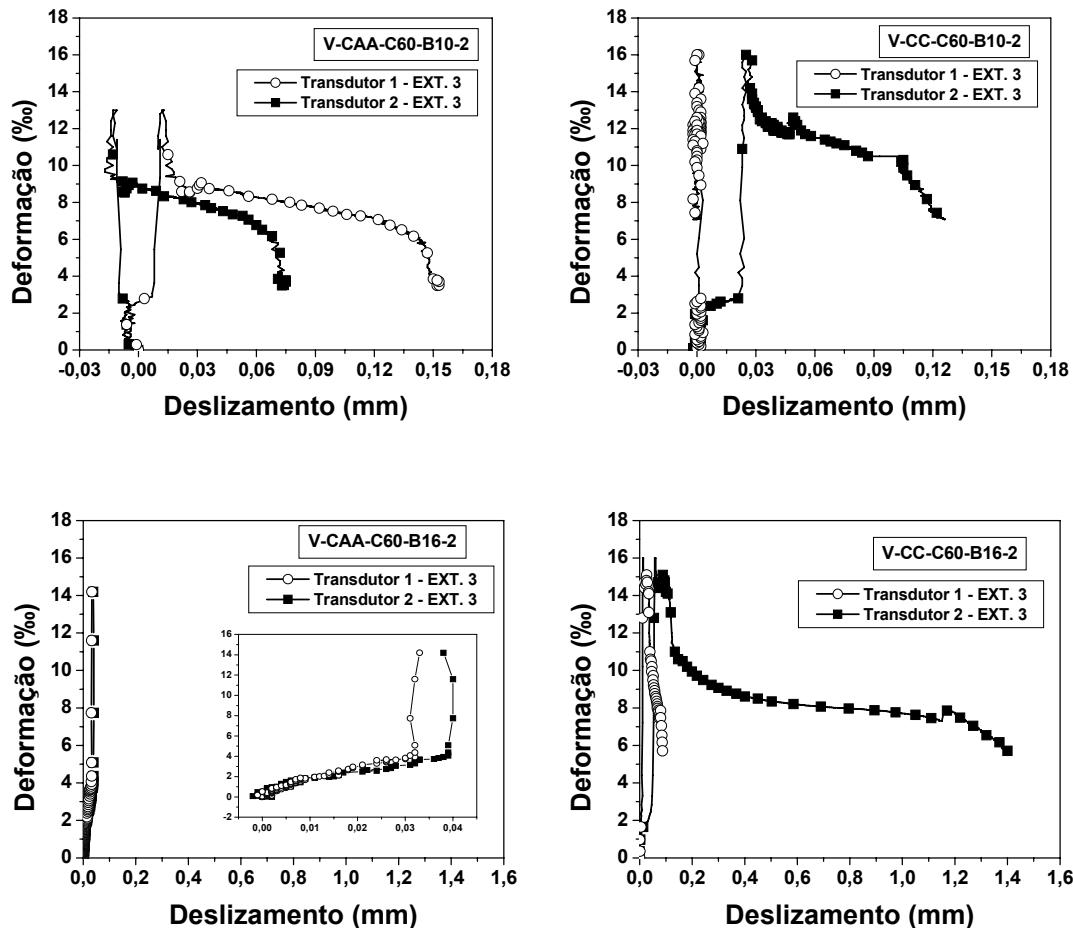 V-CAA-C60-B10-2
Transdutor 1 - EXT. 3
Transdutor 2 - EXT. 3
Deformação (‰)
18
16
14
12
10
8
6
4
2
0
-0,03 0,00 0,03 0,06 0,09 0,12 0,15 0,18
Deslizamento (mm)
V-CC-C60-B10-2
Transdutor 1 - EXT. 3
Transdutor 2 - EXT. 3
Deformação (‰)
18
16
14
12
10
8
6
4
2
0
-0,03 0,00 0,03 0,06 0,09 0,12 0,15 0,18
Deslizamento (mm)
V-CAA-C60-B16-2
Transdutor 1 - EXT. 3
Transdutor 2 - EXT. 3
Deformação (‰)
18
16
14
12
10
8
6
4
2
0
16
14
12
10
8
6
4
2
0
-2
0,00 0,01 0,02 0,03 0,04
0,0 0,2 0,4 0,6 0,8 1,0 1,2 1,4 1,6
Deslizamento (mm)
V-CC-C60-B16-2
Transdutor 1 - EXT. 3
Transdutor 2 - EXT. 3
Deformação (‰)
18
16
14
12
10
8
6
4
2
0
0,0 0,2 0,4 0,6 0,8 1,0 1,2 1,4 1,6
Deslizamento (mm)